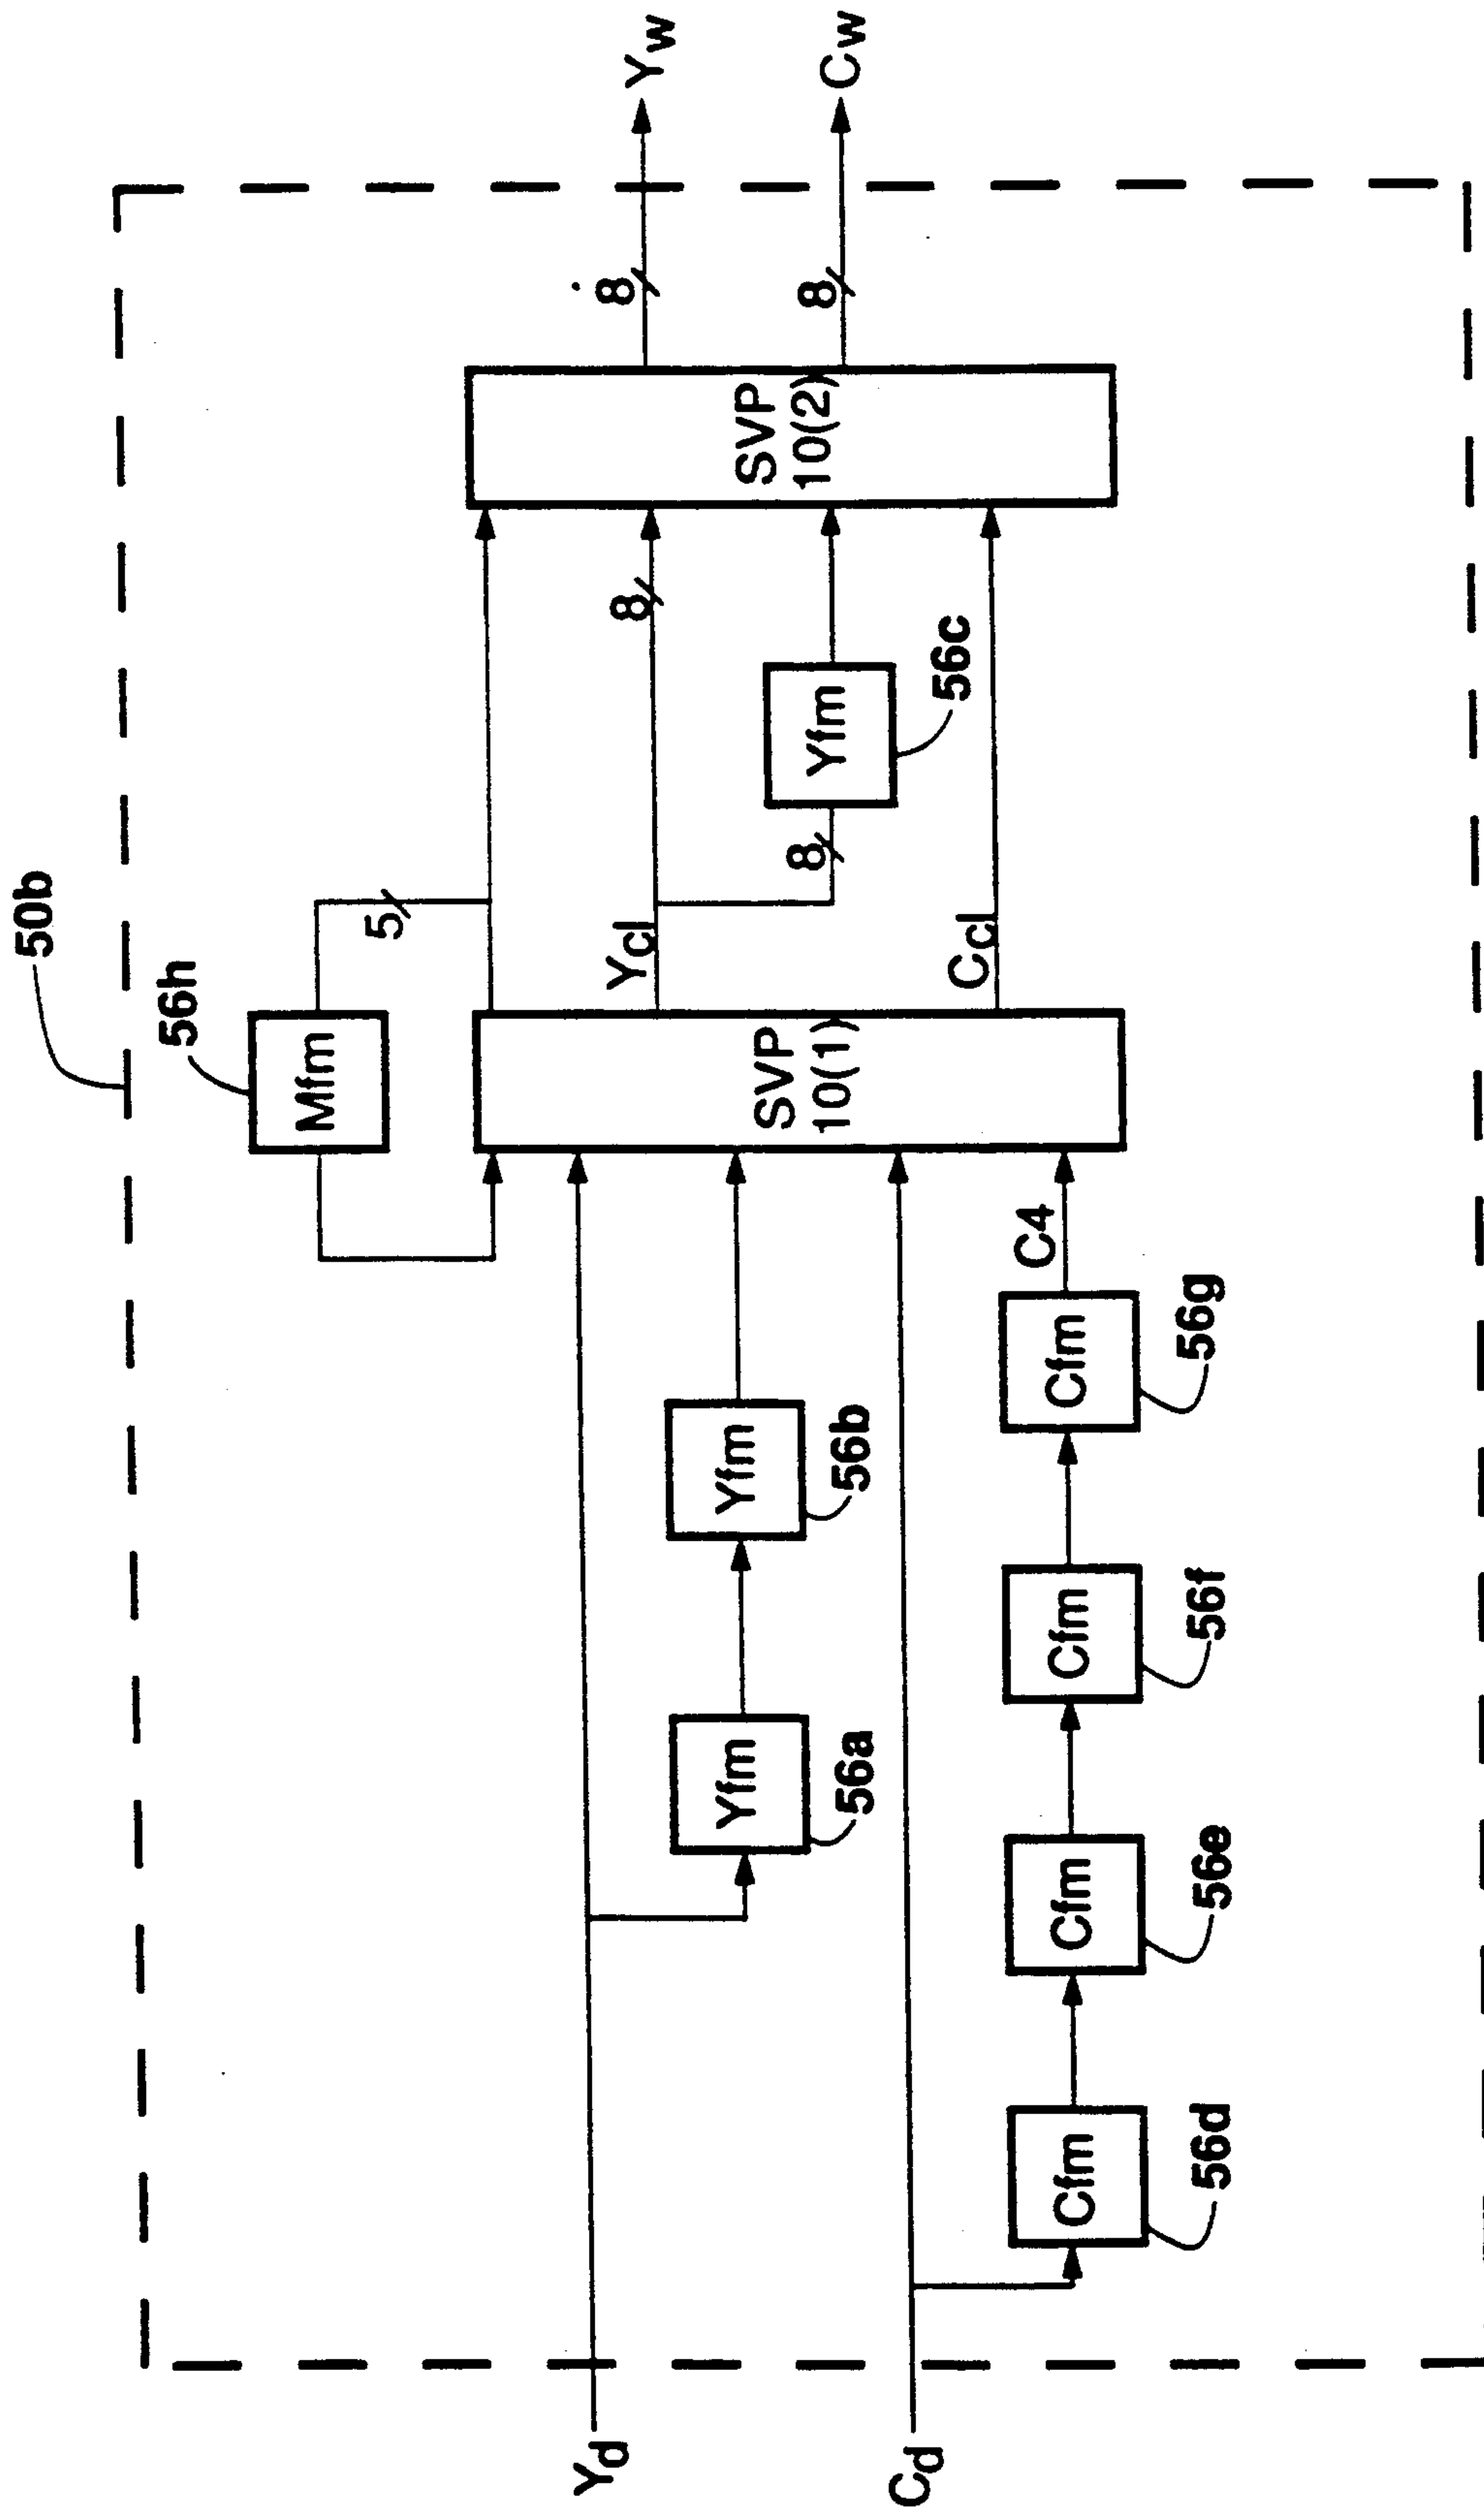 50b
56h
Mfm
5
Yd
Ycl
8
8
Yw
Yfm
56a
Yfm
56b
SVP
10(1)
8
Yfm
56c
SVP
10(2)
8
Cw
Cd
Ccl
Cfm
56d
Cfm
56e
Cfm
56f
Cfm
56g
C4